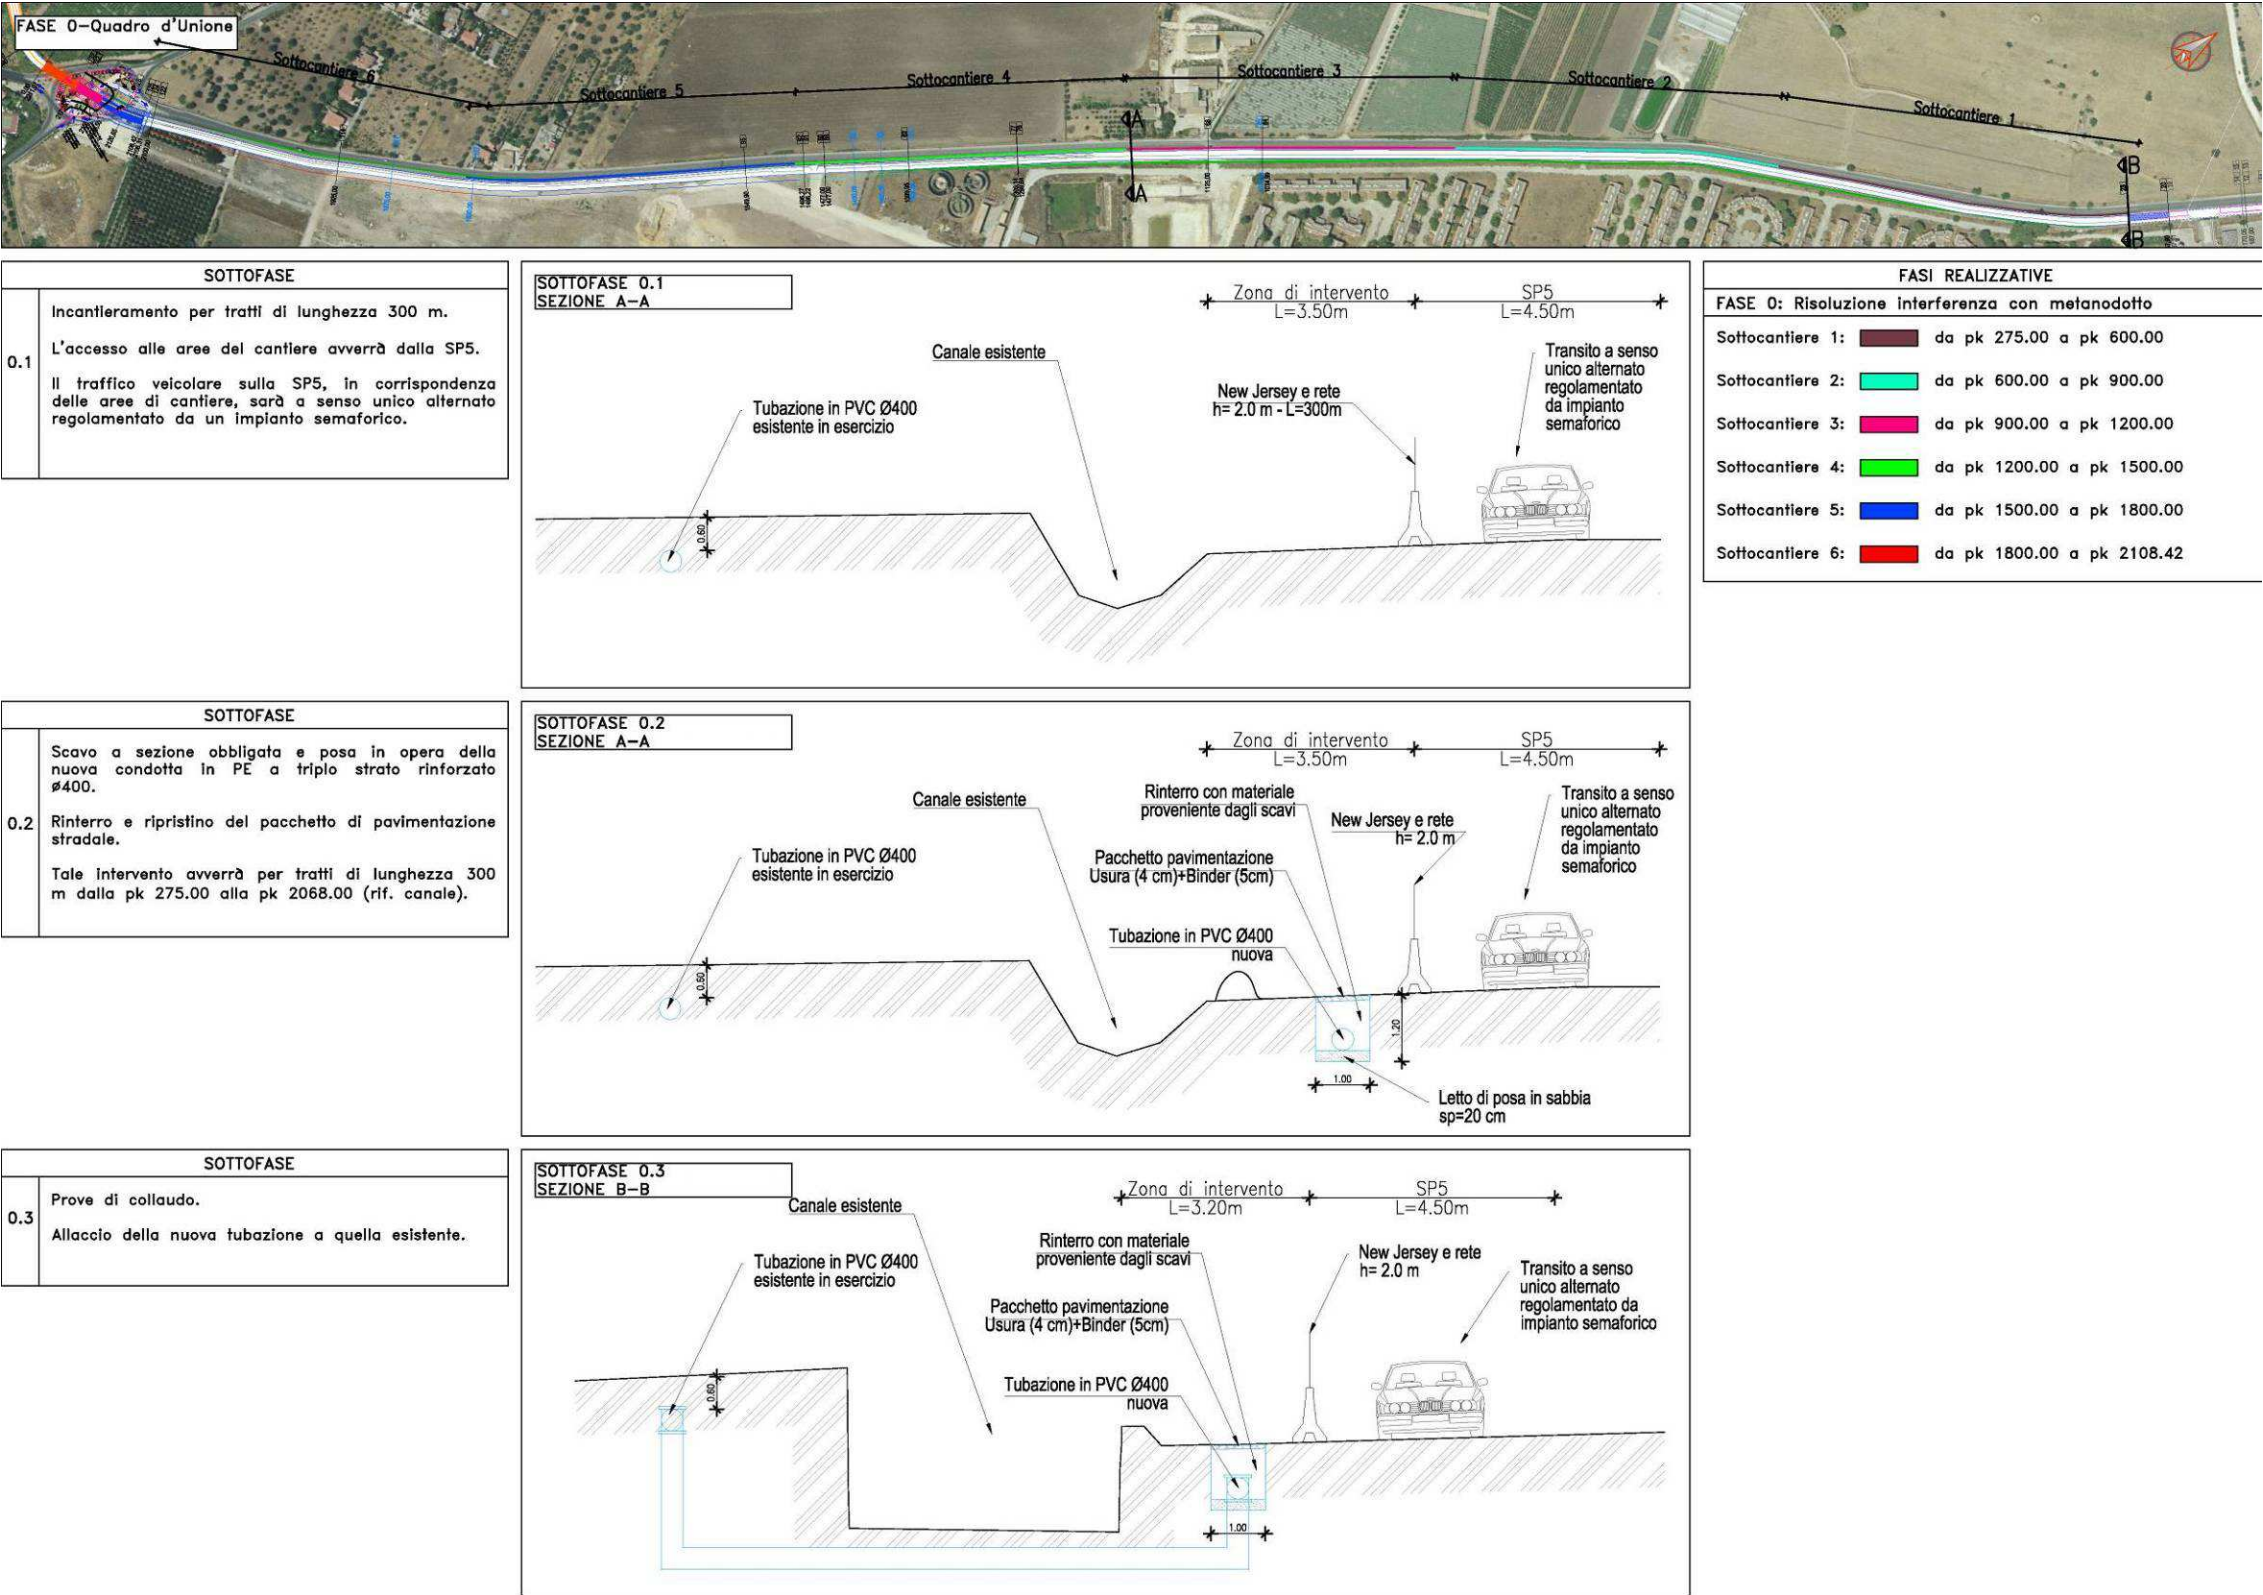 FASE 0-Quadro d'Unione
Sottocantiere 6
Sottocantiere 5
Sottocantiere 4
Sottocantiere 3
Sottocantiere 2
Sottocantiere 1
A
A
B
B
SOTTOFASE
0.1
Incantieramento per tratti di lunghezza 300 m.
L'accesso alle aree del cantiere avverrà dalla SP5.
Il traffico veicolare sulla SP5, in corrispondenza
delle aree di cantiere, sarà a senso unico alternato
regolamentato da un impianto semaforico.
SOTTOFASE 0.1
SEZIONE A-A
Zona di intervento
L=3.50m
SP5
L=4.50m
Canale esistente
Transito a senso
unico alternato
regolamentato
da impianto
semaforico
New Jersey e rete
h= 2.0 m - L=300m
Tubazione in PVC Ø400
esistente in esercizio
0.60
FASI REALIZZATIVE
FASE 0: Risoluzione interferenza con metanodotto
Sottocantiere 1: da pk 275.00 a pk 600.00
Sottocantiere 2: da pk 600.00 a pk 900.00
Sottocantiere 3: da pk 900.00 a pk 1200.00
Sottocantiere 4: da pk 1200.00 a pk 1500.00
Sottocantiere 5: da pk 1500.00 a pk 1800.00
Sottocantiere 6: da pk 1800.00 a pk 2108.42
SOTTOFASE
0.2
Scavo a sezione obbligata e posa in opera della
nuova condotta in PE a triplo strato rinforzato
Ø400.
Rinterro e ripristino del pacchetto di pavimentazione
stradale.
Tale intervento avverrà per tratti di lunghezza 300
m dalla pk 275.00 alla pk 2068.00 (rif. canale).
SOTTOFASE 0.2
SEZIONE A-A
Zona di intervento
L=3.50m
SP5
L=4.50m
Canale esistente
Rinterro con materiale
proveniente dagli scavi
New Jersey e rete
h= 2.0 m
Transito a senso
unico alternato
regolamentato
da impianto
semaforico
Tubazione in PVC Ø400
esistente in esercizio
Pacchetto pavimentazione
Usura (4 cm)+Binder (5cm)
Tubazione in PVC Ø400
nuova
0.60
1.20
1.00
Letto di posa in sabbia
sp=20 cm
SOTTOFASE
0.3
Prove di collaudo.
Allaccio della nuova tubazione a quella esistente.
SOTTOFASE 0.3
SEZIONE B-B
Zona di intervento
L=3.20m
SP5
L=4.50m
Canale esistente
Rinterro con materiale
proveniente dagli scavi
New Jersey e rete
h= 2.0 m
Tubazione in PVC Ø400
esistente in esercizio
Transito a senso
unico alternato
regolamentato da
impianto semaforico
Pacchetto pavimentazione
Usura (4 cm)+Binder (5cm)
Tubazione in PVC Ø400
nuova
0.60
1.00